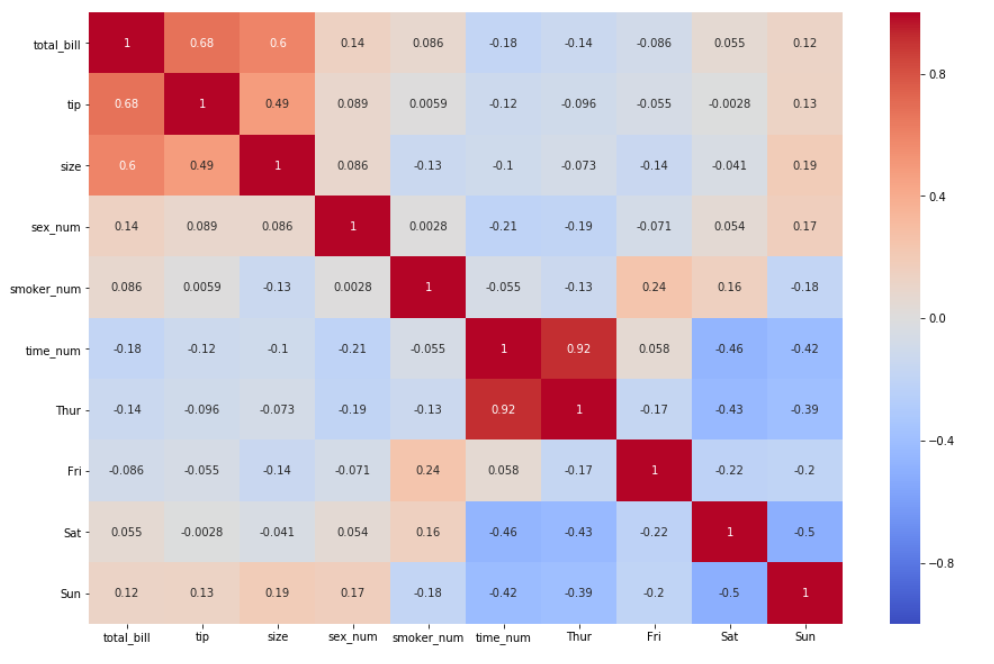 total_bill 1 0.68 0.6 0.14 0.086 -0.18 -0.14 -0.086 0.055 0.12
tip 0.68 1 0.49 0.089 0.0059 -0.12 -0.096 -0.055 -0.0028 0.13
size 0.6 0.49 1 0.086 -0.13 -0.1 -0.073 -0.14 -0.041 0.19
sex_num 0.14 0.089 0.086 1 0.0028 -0.21 -0.19 -0.071 0.054 0.17
smoker_num 0.086 0.0059 -0.13 0.0028 1 -0.055 -0.13 0.24 0.16 -0.18
time_num -0.18 -0.12 -0.1 -0.21 -0.055 1 0.92 0.058 -0.46 -0.42
Thur -0.14 -0.096 -0.073 -0.19 -0.13 0.92 1 -0.17 -0.43 -0.39
Fri -0.086 -0.055 -0.14 -0.071 0.24 0.058 -0.17 1 -0.22 -0.2
Sat 0.055 -0.0028 -0.041 0.054 0.16 -0.46 -0.43 -0.22 1 -0.5
Sun 0.12 0.13 0.19 0.17 -0.18 -0.42 -0.39 -0.2 -0.5 1
total_bill tip size sex_num smoker_num time_num Thur Fri Sat Sun
0.8
0.4
0.0
−0.4
−0.8